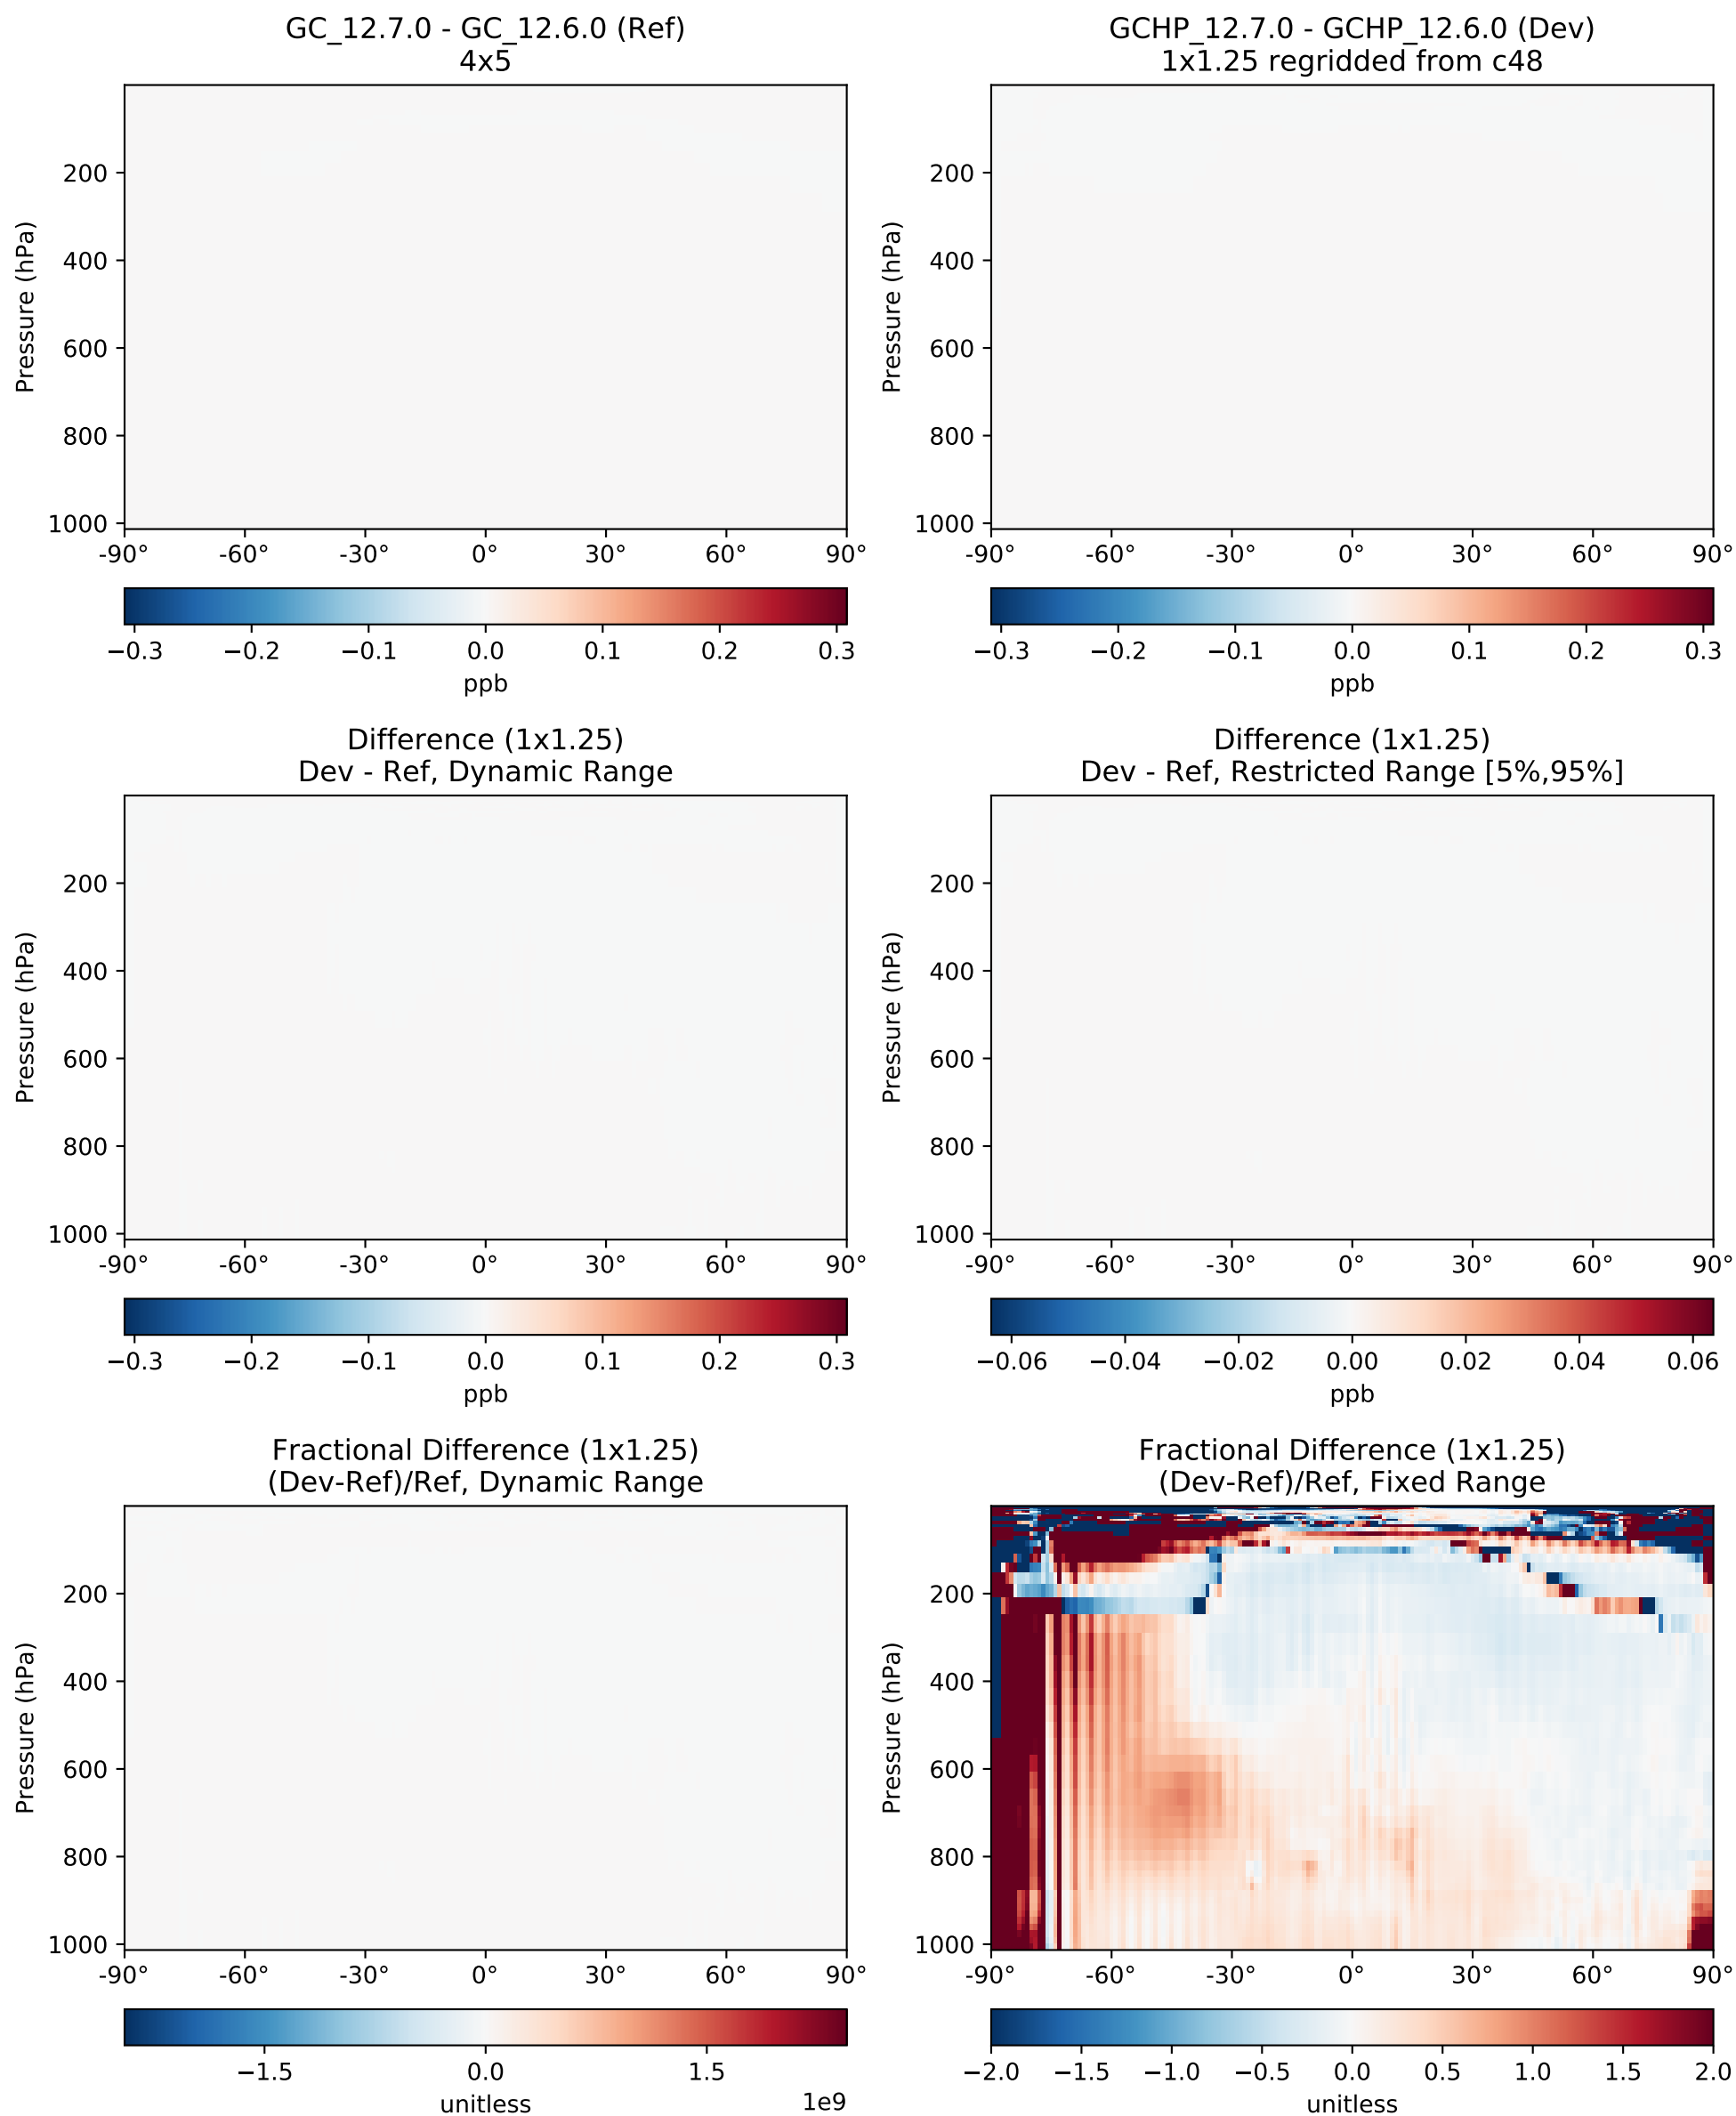 GC_12.7.0 - GC_12.6.0 (Ref)
4x5
GCHP_12.7.0 - GCHP_12.6.0 (Dev)
1x1.25 regridded from c48
Pressure (hPa)
200
400
600
800
1000
-90° -60° -30° 0° 30° 60° 90°
−0.3 −0.2 −0.1 0.0 0.1 0.2 0.3
ppb
Pressure (hPa)
200
400
600
800
1000
-90° -60° -30° 0° 30° 60° 90°
−0.3 −0.2 −0.1 0.0 0.1 0.2 0.3
ppb
Difference (1x1.25)
Dev - Ref, Dynamic Range
Pressure (hPa)
200
400
600
800
1000
-90° -60° -30° 0° 30° 60° 90°
−0.3 −0.2 −0.1 0.0 0.1 0.2 0.3
ppb
Difference (1x1.25)
Dev - Ref, Restricted Range [5%,95%]
Pressure (hPa)
200
400
600
800
1000
-90° -60° -30° 0° 30° 60° 90°
−0.06 −0.04 −0.02 0.00 0.02 0.04 0.06
ppb
Fractional Difference (1x1.25)
(Dev-Ref)/Ref, Dynamic Range
Pressure (hPa)
200
400
600
800
1000
-90° -60° -30° 0° 30° 60° 90°
−1.5 0.0 1.5
unitless
1e9
Fractional Difference (1x1.25)
(Dev-Ref)/Ref, Fixed Range
Pressure (hPa)
200
400
600
800
1000
-90° -60° -30° 0° 30° 60° 90°
−2.0 −1.5 −1.0 −0.5 0.0 0.5 1.0 1.5 2.0
unitless